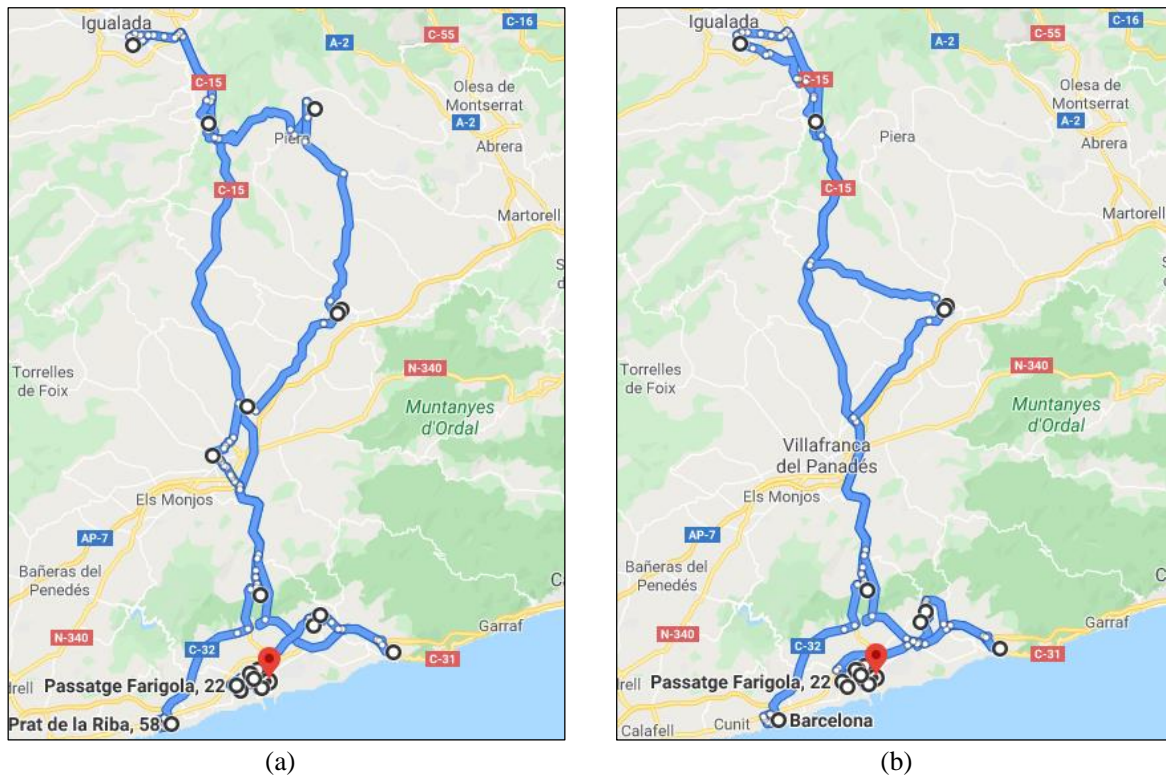 Igualada
C-16
A-2
C-55
C-15
Olesa de
Montserrat
A-2
Abrera
Piera
C-15
Martorell
N-340
Torrelles
de Foix
Muntanyes
d'Ordal
Els Monjos
AP-7
Bañeras del
Penedés
N-340
Garraf
C-32
C-31
Passatge Farigola, 22
Prat de la Riba, 58
(a)
Igualada
C-16
A-2
C-55
C-15
Olesa de
Montserrat
A-2
Piera
Abrera
C-15
Martorell
N-340
Torrelles
de Foix
Muntanyes
d'Ordal
Villafranca
del Panadés
Els Monjos
AP-7
Bañeras del
Penedés
N-340
Garraf
C-32
C-31
Passatge Farigola, 22
Cunit
Barcelona
Calafell
(b)